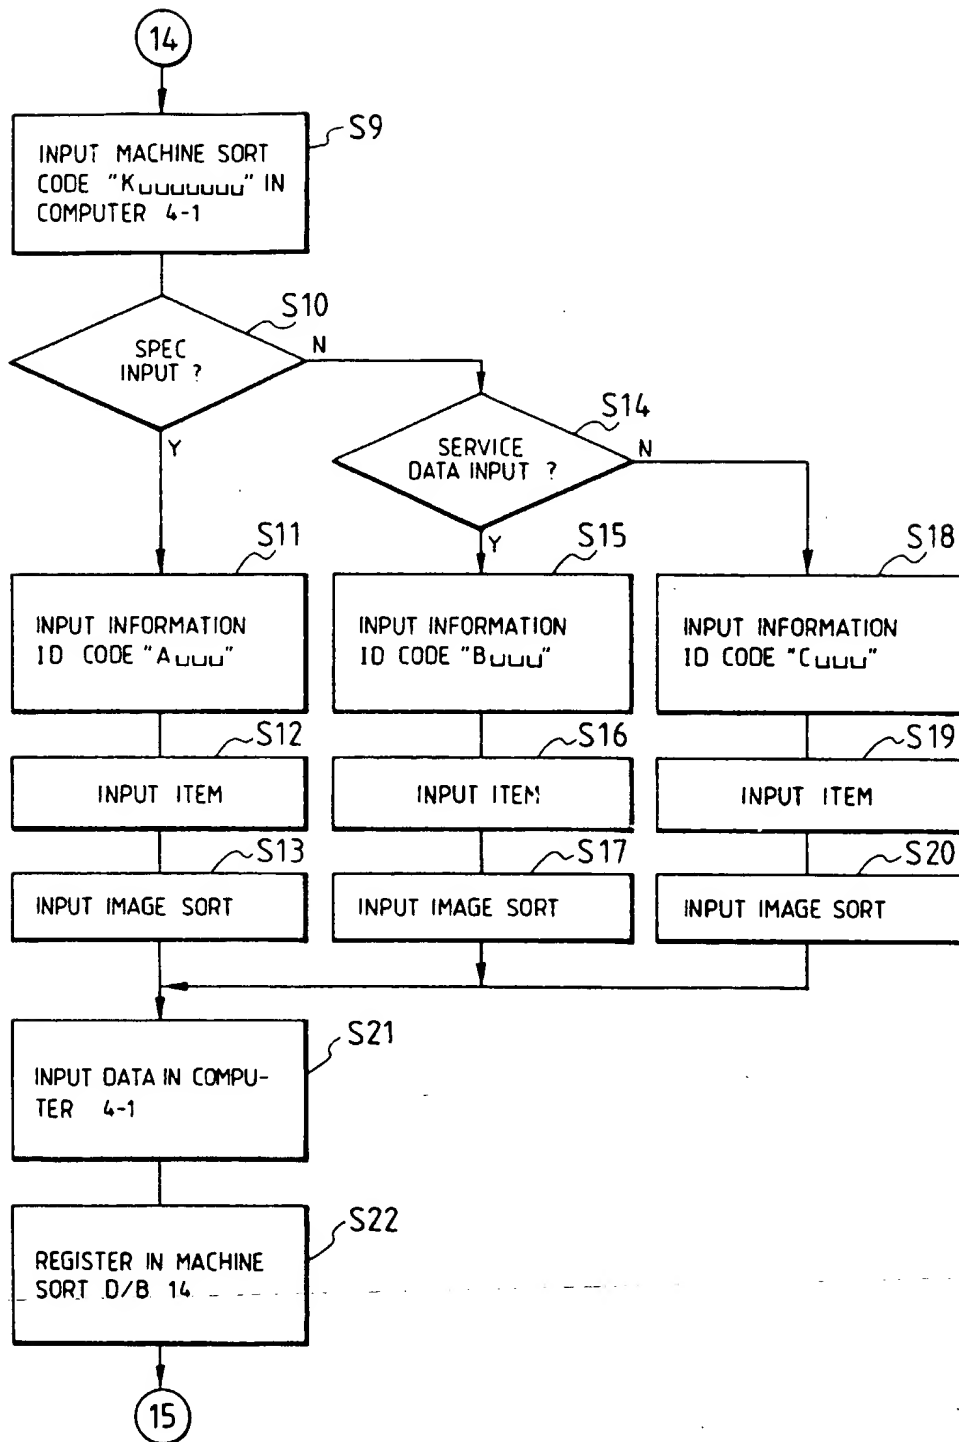 14
S9
INPUT MACHINE SORT
CODE "K␣␣␣␣␣␣␣" IN
COMPUTER 4-1
S10
SPEC
INPUT ?
N
Y
S14
SERVICE
DATA INPUT ?
N
Y
S11
INPUT INFORMATION
ID CODE "A␣␣␣"
S15
INPUT INFORMATION
ID CODE "B␣␣␣"
S18
INPUT INFORMATION
ID CODE "C␣␣␣"
S12
INPUT ITEM
S16
INPUT ITEM
S19
INPUT ITEM
S13
INPUT IMAGE SORT
S17
INPUT IMAGE SORT
S20
INPUT IMAGE SORT
S21
INPUT DATA IN COMPU-
TER 4-1
S22
REGISTER IN MACHINE
SORT D/B 14
15